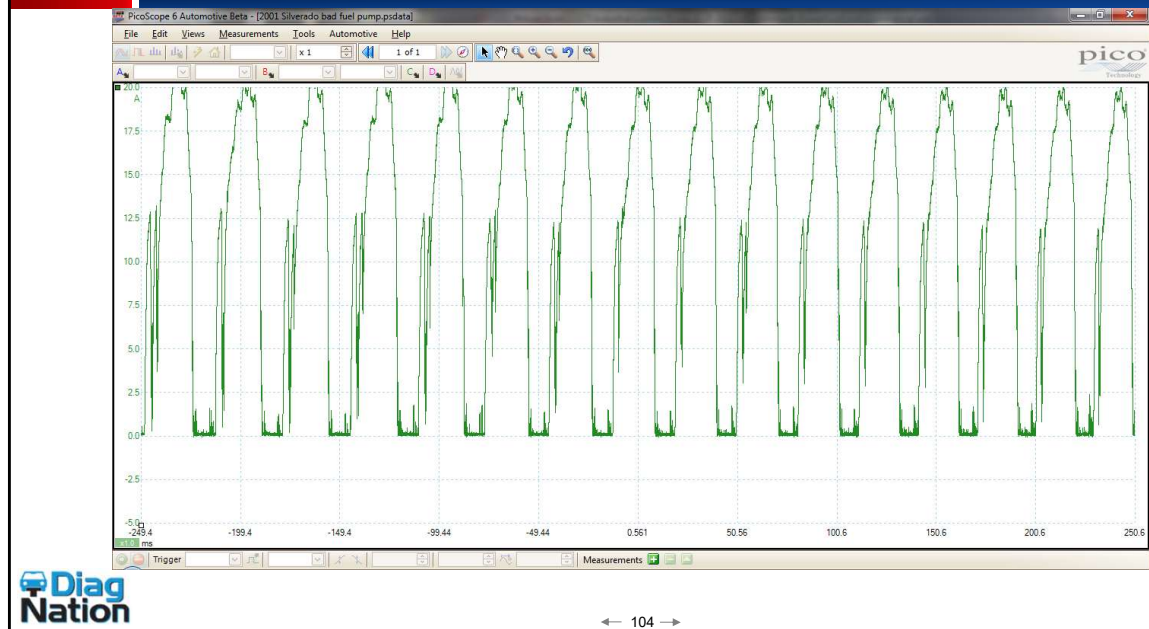 PicoScope 6 Automotive Beta - [2001 Silverado bad fuel pump.psdata]
File Edit Views Measurements Tools Automotive Help
x 1 1 of 1
pico
Technology
A B C D
20.0
A
17.5
15.0
12.5
10.0
7.5
5.0
2.5
0.0
-2.5
-5.0
-249.4 -199.4 -149.4 -99.44 -49.44 0.561 50.56 100.6 150.6 200.6 250.6
x1.0 ms
Trigger Measurements
Diag
Nation
← 104 →